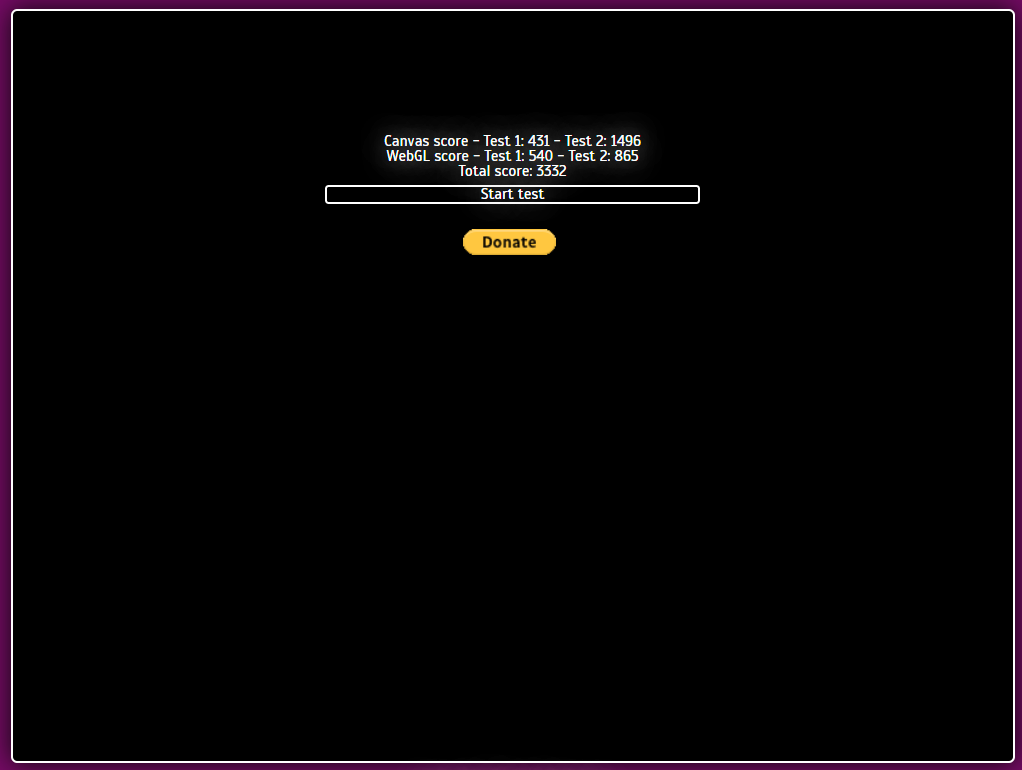 Canvas score - Test 1: 431 - Test 2: 1496
WebGL score - Test 1: 540 - Test 2: 865
Total score: 3332
Start test
Donate